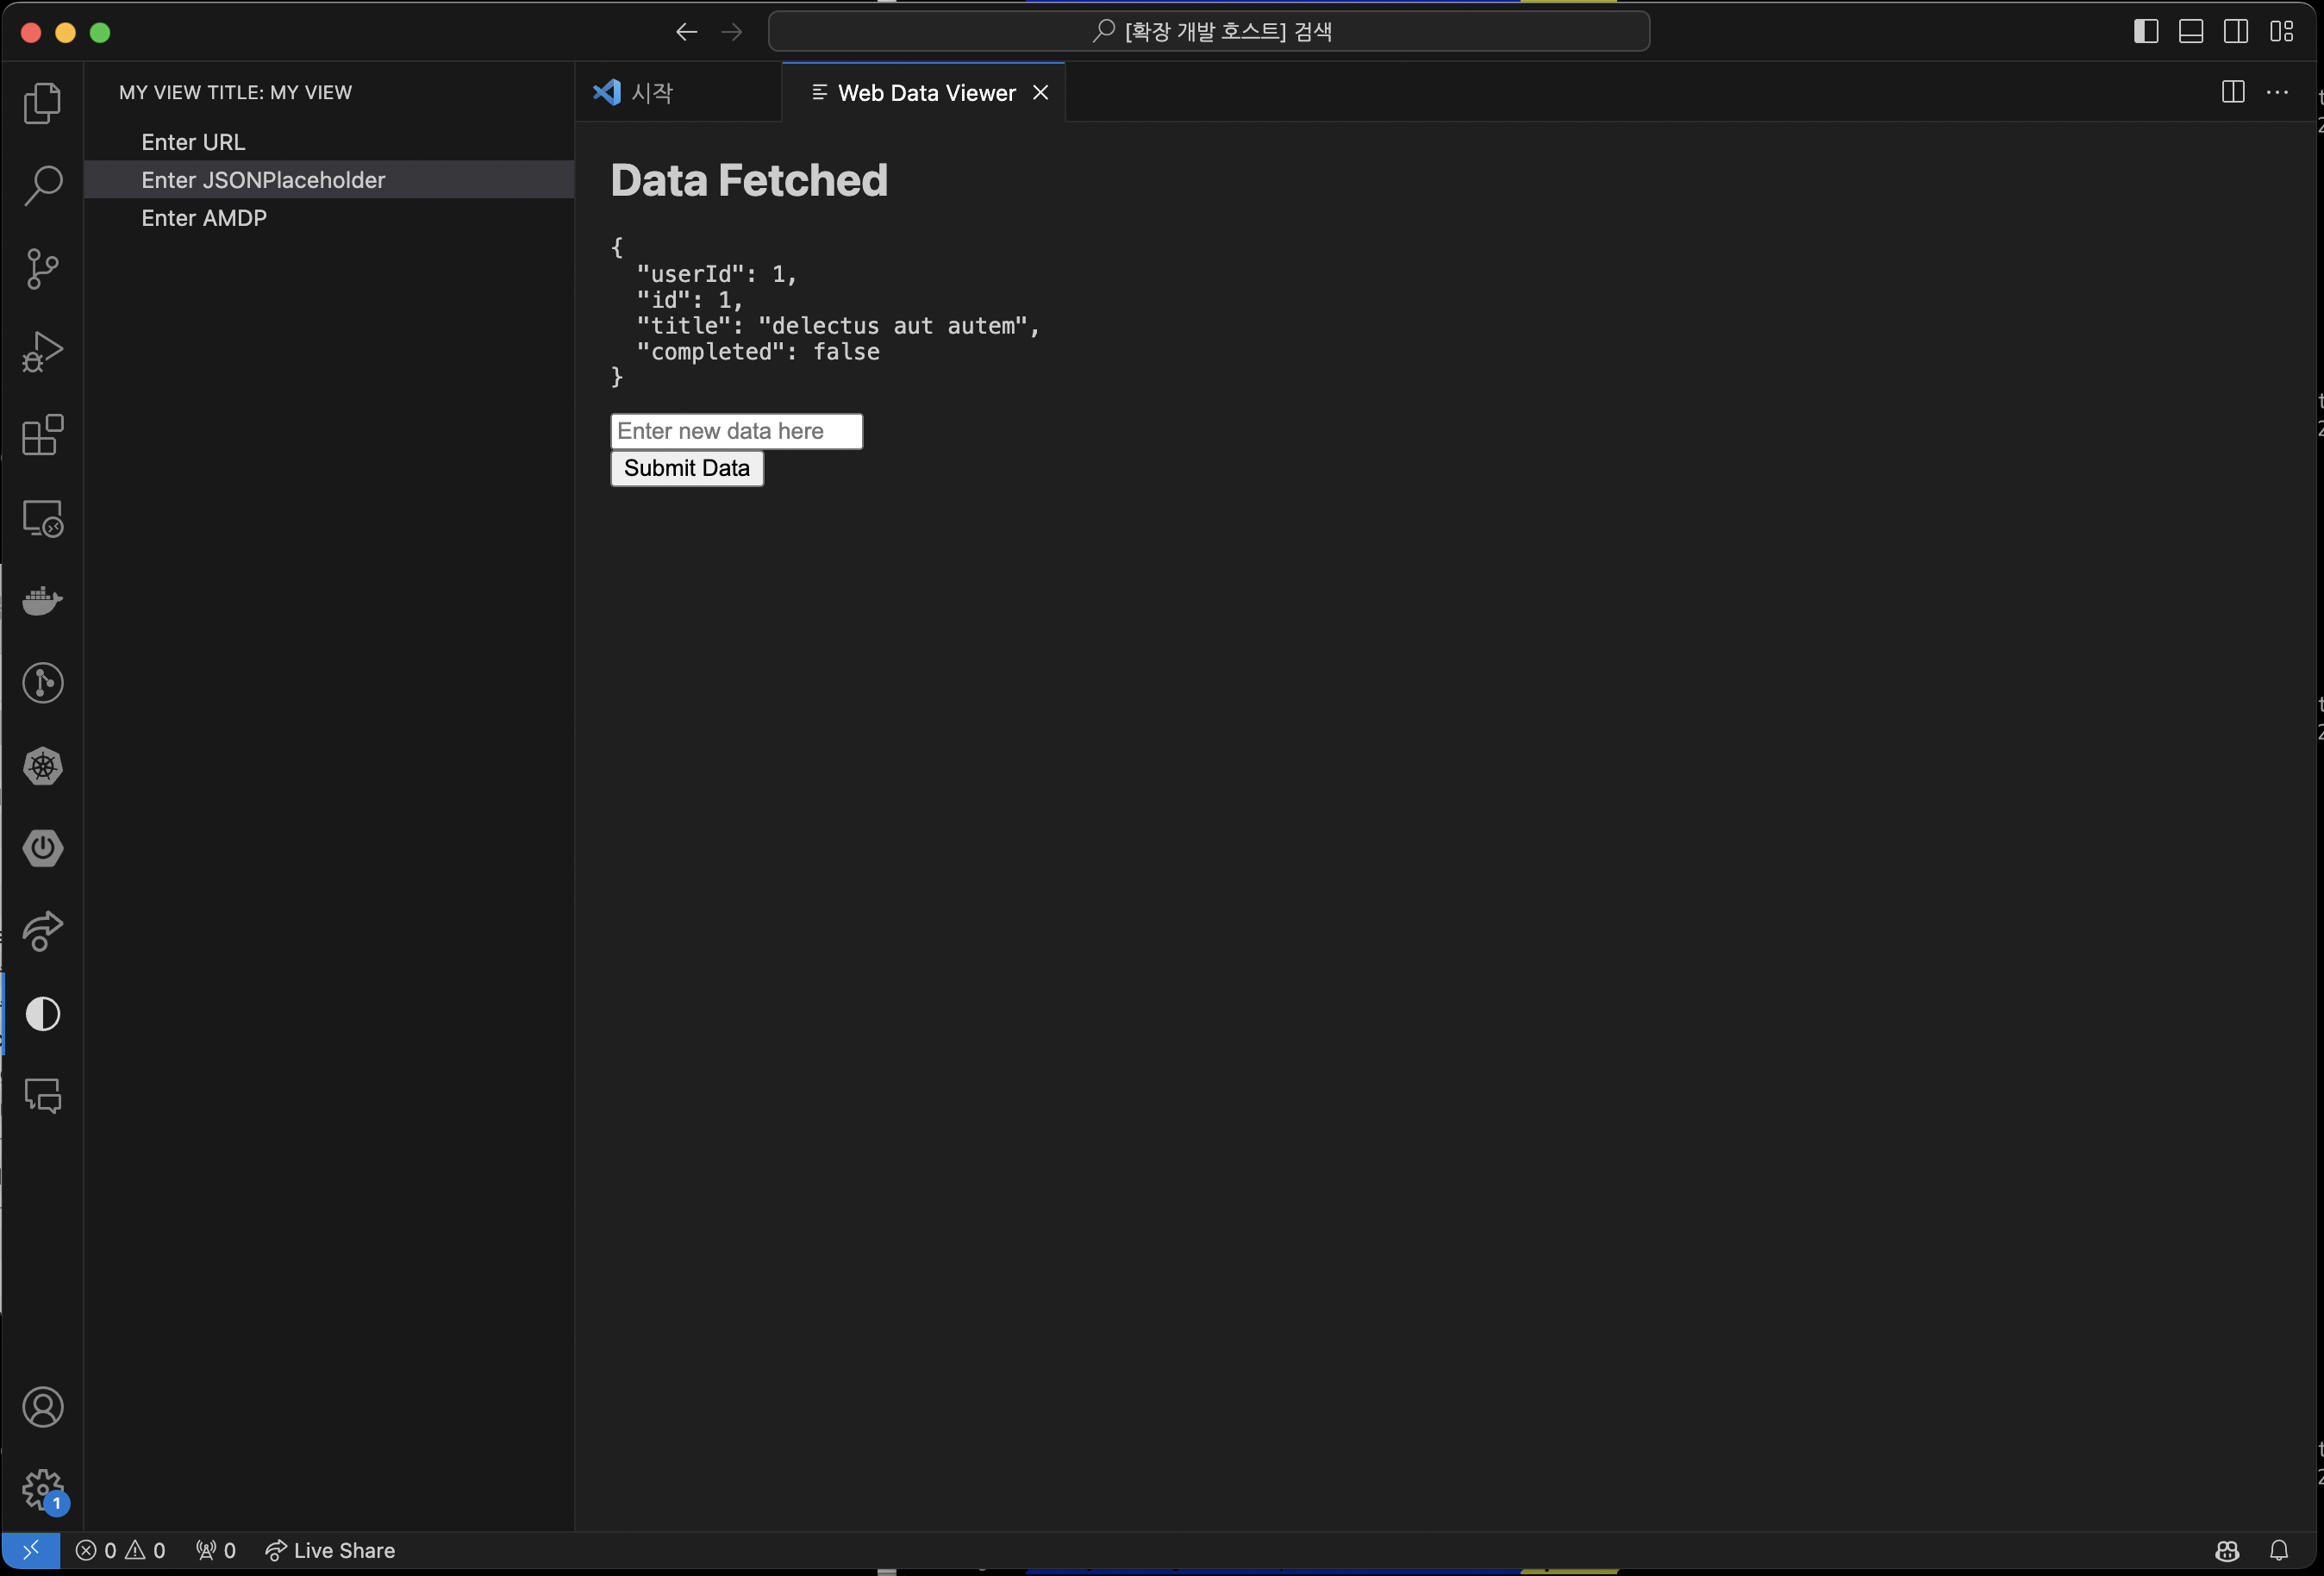 [확장 개발 호스트] 검색
MY VIEW TITLE: MY VIEW
Enter URL
Enter JSONPlaceholder
Enter AMDP
시작
Web Data Viewer
Data Fetched
{
"userId": 1,
"id": 1,
"title": "delectus aut autem",
"completed": false
}
Enter new data here
Submit Data
1
0 0 0 Live Share